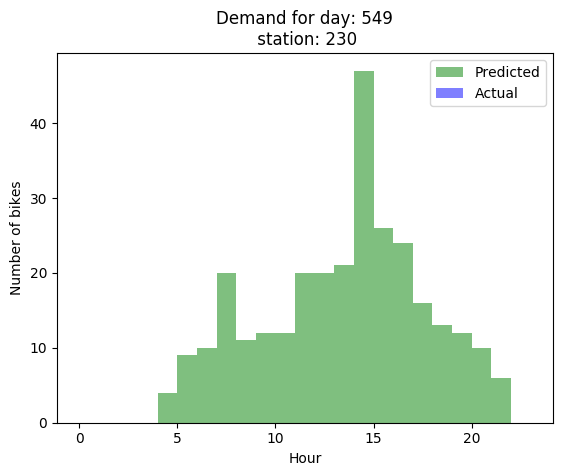 Demand for day: 549
station: 230
Predicted
Actual
Number of bikes
40
30
20
10
0
0 5 10 15 20
Hour